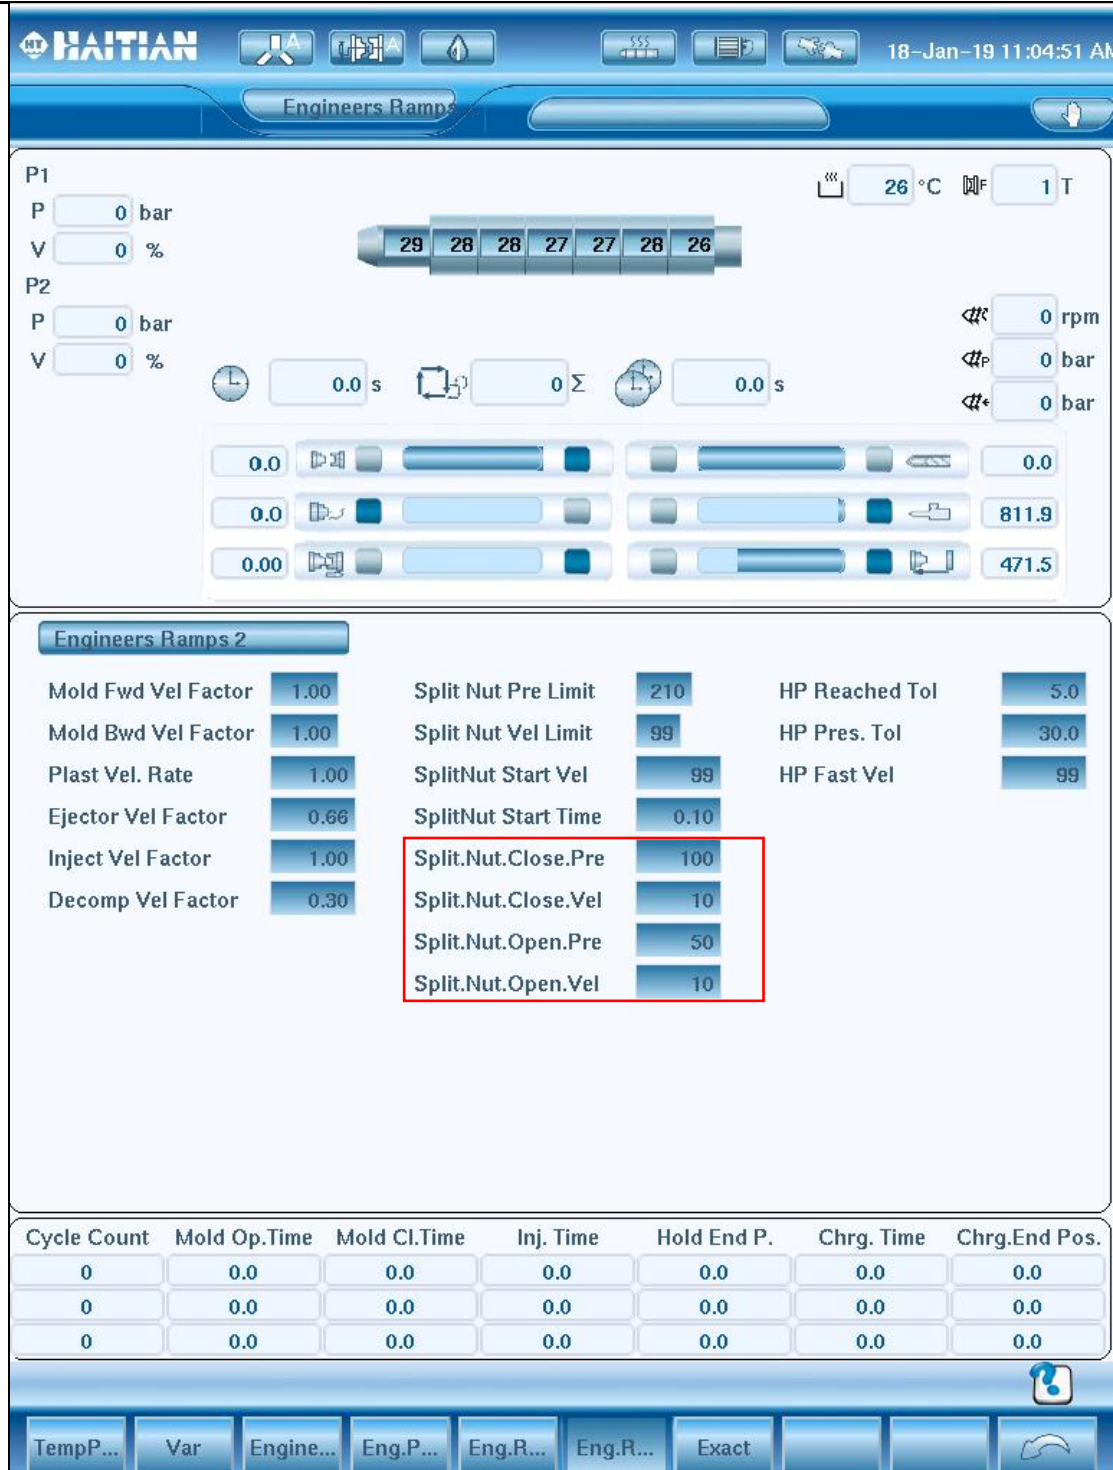 HT HAITIAN A A 18-Jan-19 11:04:51 AM
Engineers Ramps
P1
26 °C F 1 T
P 0 bar
V 0 %
29 28 28 27 27 28 26
P2
P 0 bar
0 rpm
V 0 %
P 0 bar
0.0 s 0 Σ 0.0 s
0 bar
0.0 0.0
0.0 811.9
0.00 471.5
Engineers Ramps 2
Mold Fwd Vel Factor 1.00 Split Nut Pre Limit 210 HP Reached Tol 5.0
Mold Bwd Vel Factor 1.00 Split Nut Vel Limit 99 HP Pres. Tol 30.0
Plast Vel. Rate 1.00 SplitNut Start Vel 99 HP Fast Vel 99
Ejector Vel Factor 0.66 SplitNut Start Time 0.10
Inject Vel Factor 1.00 Split.Nut.Close.Pre 100
Decomp Vel Factor 0.30 Split.Nut.Close.Vel 10
Split.Nut.Open.Pre 50
Split.Nut.Open.Vel 10
Cycle Count Mold Op.Time Mold Cl.Time Inj. Time Hold End P. Chrg. Time Chrg.End Pos.
0 0.0 0.0 0.0 0.0 0.0 0.0
0 0.0 0.0 0.0 0.0 0.0 0.0
0 0.0 0.0 0.0 0.0 0.0 0.0
?
TempP... Var Engine... Eng.P... Eng.R... Eng.R... Exact